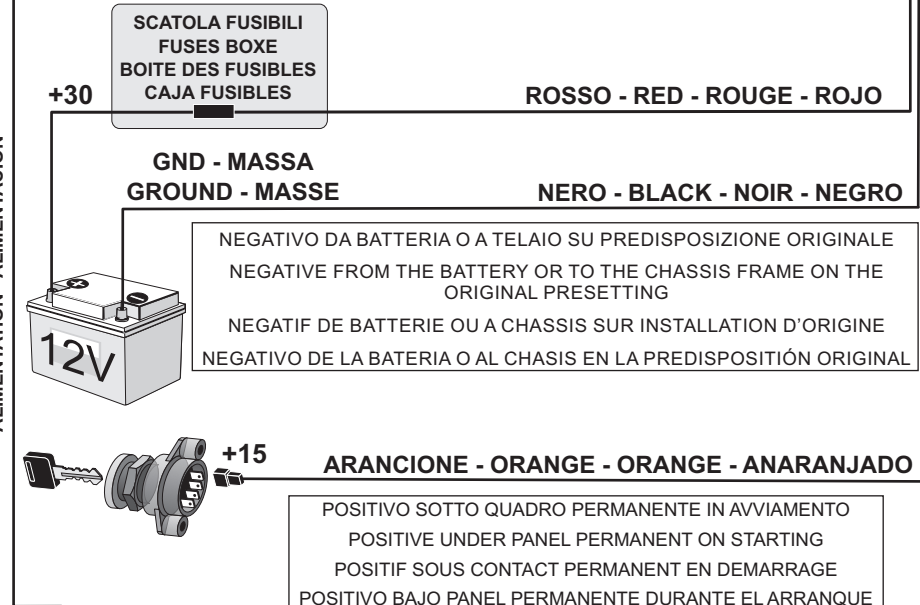 SCATOLA FUSIBILI
FUSES BOXE
BOITE DES FUSIBLES
CAJA FUSIBLES
+30
ROSSO - RED - ROUGE - ROJO
GND - MASSA
GROUND - MASSE
NERO - BLACK - NOIR - NEGRO
NEGATIVO DA BATTERIA O A TELAIO SU PREDISPOSIZIONE ORIGINALE
NEGATIVE FROM THE BATTERY OR TO THE CHASSIS FRAME ON THE
ORIGINAL PRESETTING
NEGATIF DE BATTERIE OU A CHASSIS SUR INSTALLATION D'ORIGINE
NEGATIVO DE LA BATERIA O AL CHASIS EN LA PREDISPOSITIÓN ORIGINAL
12V
+15
ARANCIONE - ORANGE - ORANGE - ANARANJADO
POSITIVO SOTTO QUADRO PERMANENTE IN AVVIAMENTO
POSITIVE UNDER PANEL PERMANENT ON STARTING
POSITIF SOUS CONTACT PERMANENT EN DEMARRAGE
POSITIVO BAJO PANEL PERMANENTE DURANTE EL ARRANQUE